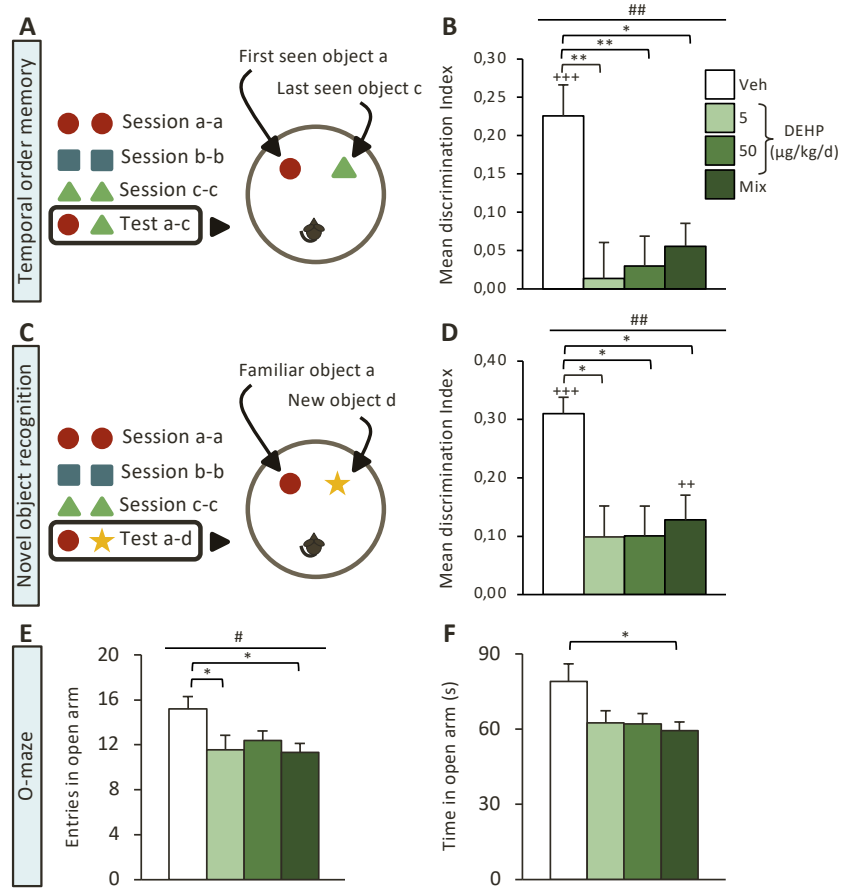 A
Temporal order memory
First seen object a
Last seen object c
Session a-a
Session b-b
Session c-c
Test a-c
B
##
*
**
**
+++
Mean discrimination Index
0,30
0,25
0,20
0,15
0,10
0,05
0,00
Veh
5
50
Mix
DEHP
(µg/kg/d)
C
Novel object recognition
Familiar object a
New object d
Session a-a
Session b-b
Session c-c
Test a-d
D
##
*
*
*
+++
++
Mean discrimination Index
0,40
0,30
0,20
0,10
0,00
E
O-maze
#
*
*
Entries in open arm
20
16
12
8
4
0
F
*
Time in open arm (s)
90
60
30
0